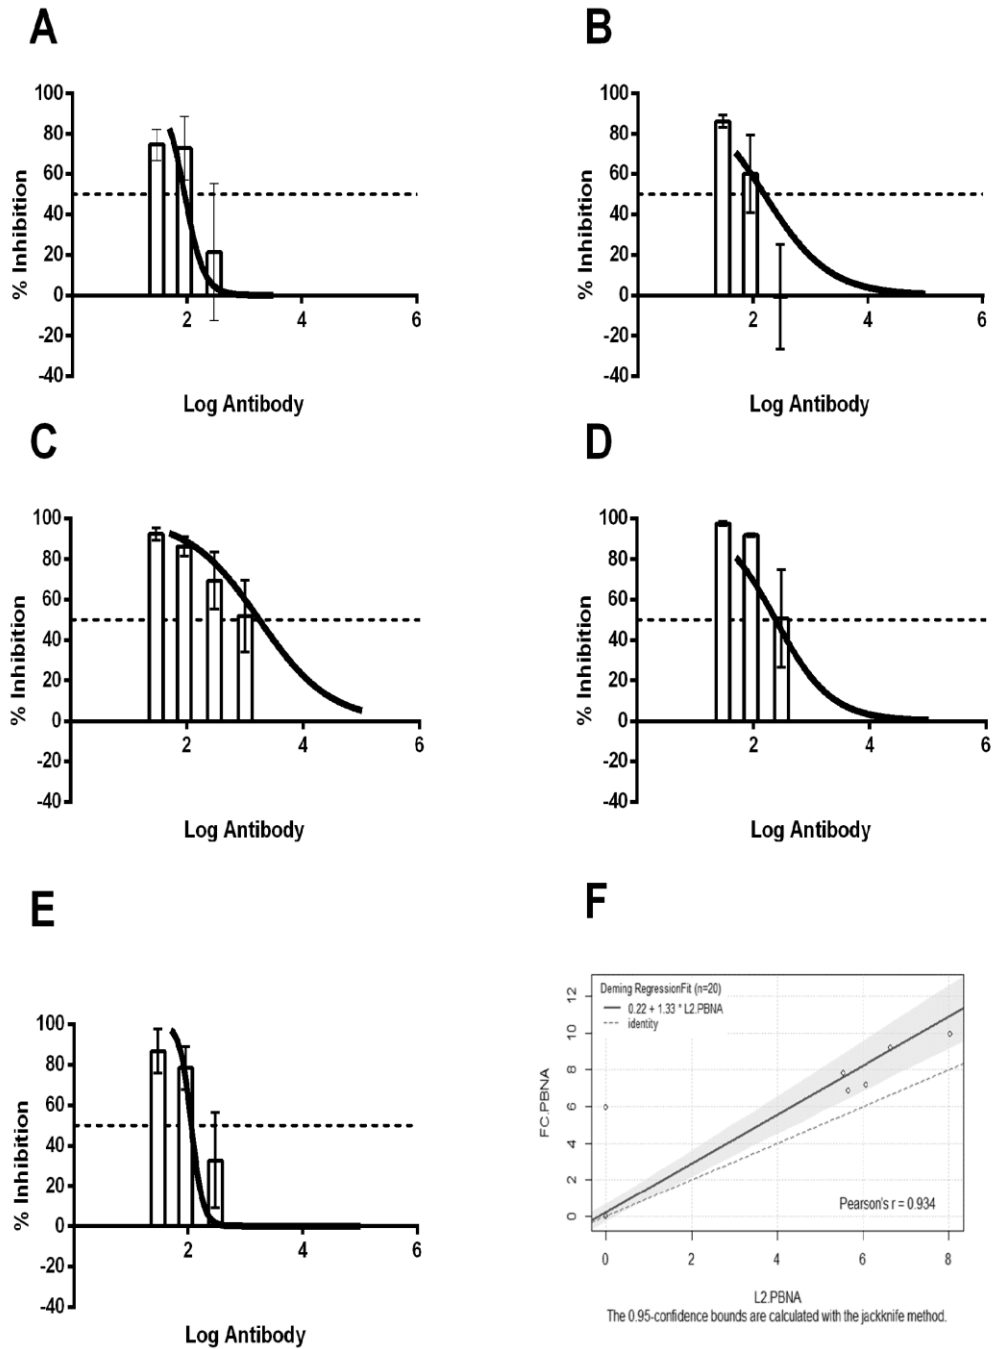 A
100
80
60
40
20
0
-20
-40
% Inhibition
2
4
6
Log Antibody
B
100
80
60
40
20
0
-20
-40
% Inhibition
2
4
6
Log Antibody
C
100
80
60
40
20
0
-20
-40
% Inhibition
2
4
6
Log Antibody
D
100
80
60
40
20
0
-20
-40
% Inhibition
2
4
6
Log Antibody
E
100
80
60
40
20
0
-20
-40
% Inhibition
2
4
6
Log Antibody
F
Deming RegressionFit (n=20)
0.22 + 1.33 * L2.PBNA
identity
12
10
8
6
4
2
0
FC.PBNA
Pearson's r = 0.934
0
2
4
6
8
L2.PBNA
The 0.95-confidence bounds are calculated with the jackknife method.